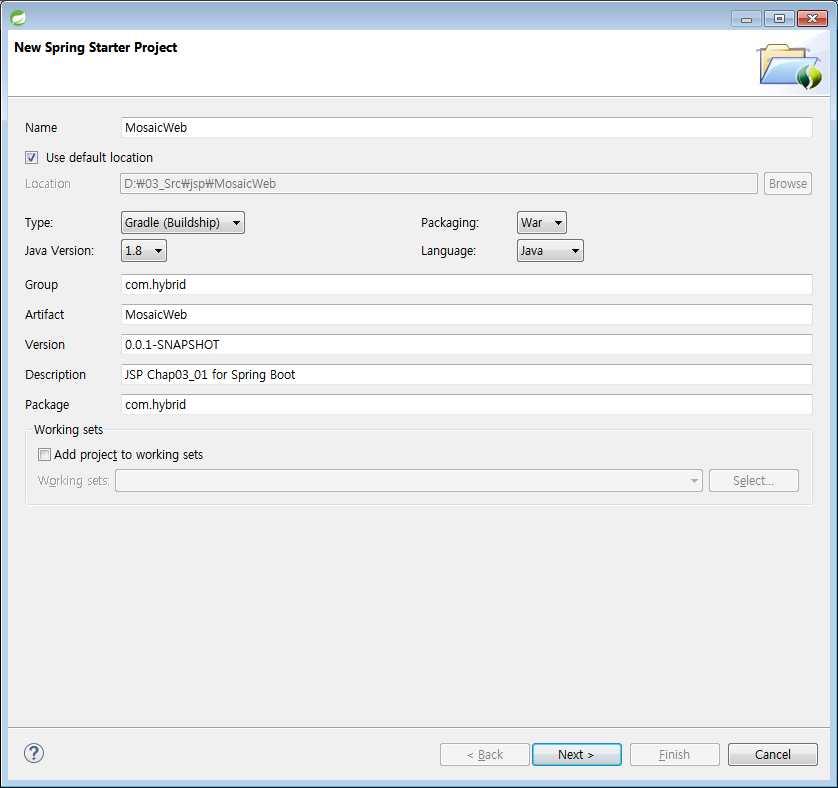 New Spring Starter Project
Name MosaicWeb
Use default location
Location D:₩03_Src₩jsp₩MosaicWeb Browse
Type: Gradle (Buildship) Packaging: War
Java Version: 1.8 Language: Java
Group com.hybrid
Artifact MosaicWeb
Version 0.0.1-SNAPSHOT
Description JSP Chap03_01 for Spring Boot
Package com.hybrid
Working sets
Add project to working sets
Working sets: Select...
? < Back Next > Finish Cancel